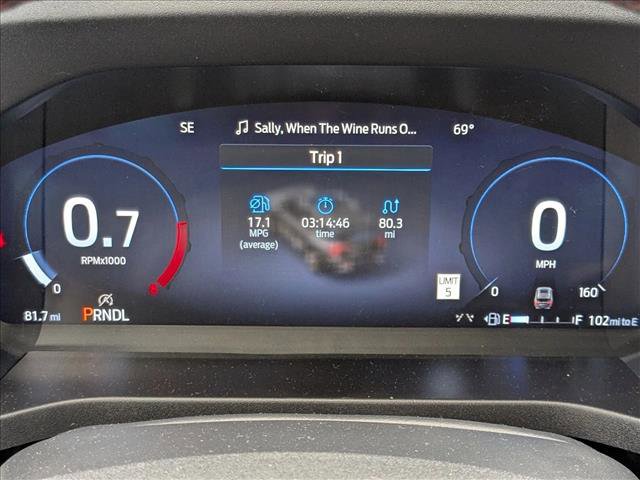 SE
Sally, When The Wine Runs O...
69°
Trip 1
17.1
MPG
(average)
03:14:46
time
80.3
mi
0.7
RPMx1000
0
8
0
MPH
0
160
LIMIT
5
81.7 mi
PRNDL
E
F
102 mi to E